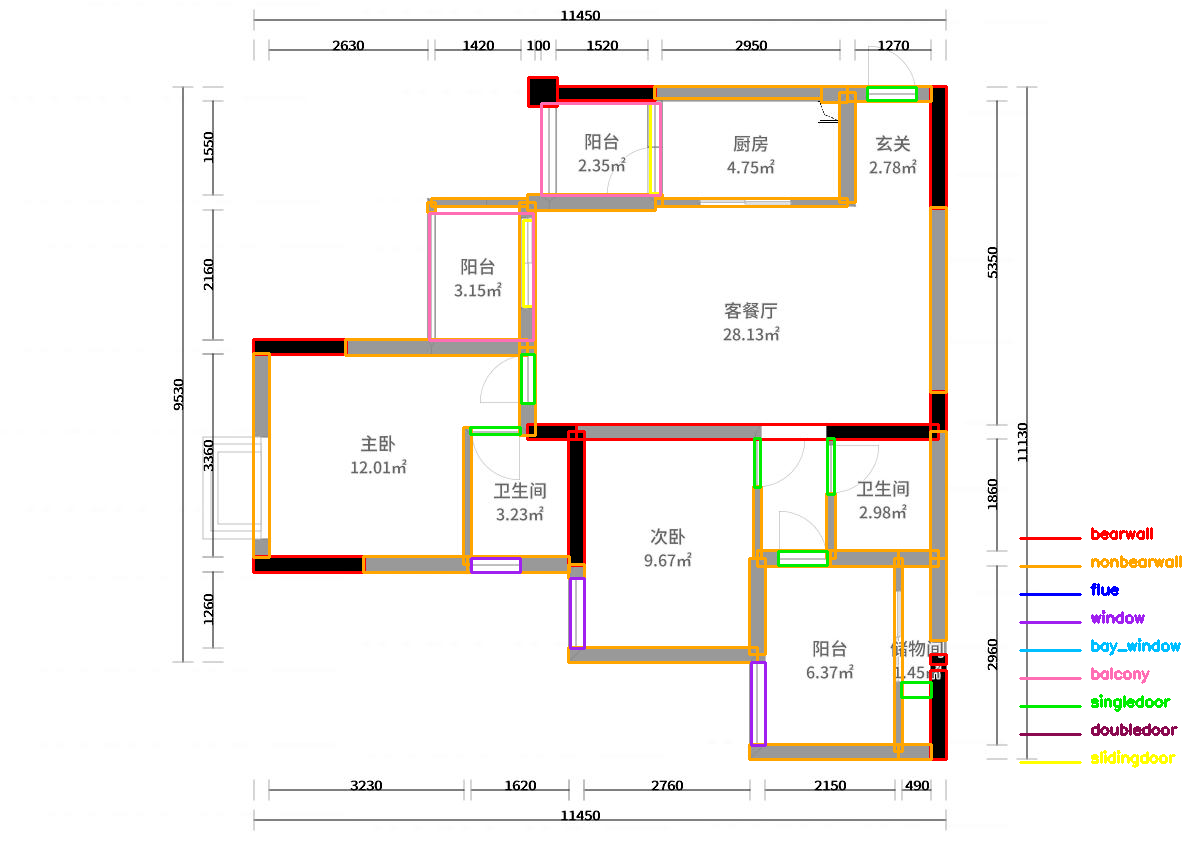 11450
2630
1420
100
1520
2950
1270
1550
2160
9530
3360
1260
5350
11130
1860
2960
阳台
2.35㎡
厨房
4.75㎡
玄关
2.78㎡
阳台
3.15㎡
客餐厅
28.13㎡
主卧
12.01㎡
卫生间
3.23㎡
次卧
9.67㎡
卫生间
2.98㎡
阳台
6.37㎡
储物间
1.45㎡
bearwall
nonbearwall
flue
window
bay_window
balcony
singledoor
doubledoor
slidingdoor
3230
1620
2760
2150
490
11450